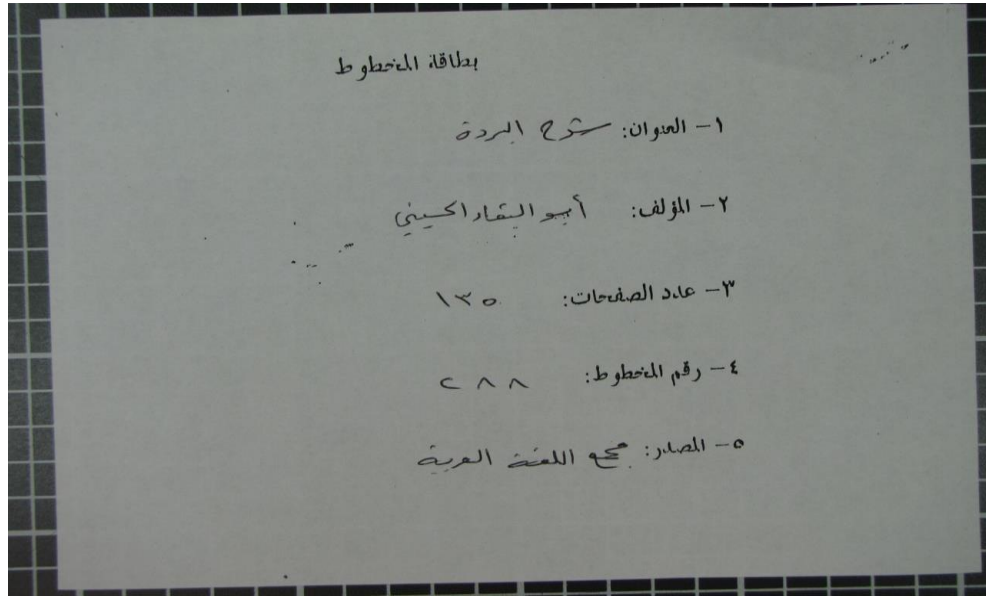 بطاقة المخطوط
١- العنوان: شرح البردة
٢- المؤلف: أبو البقاء الحسيني
٣- عدد الصفحات: ١٣٥
٤- رقم المخطوط: ٢٨٨
٥- المصدر: مجمع اللغة العربية